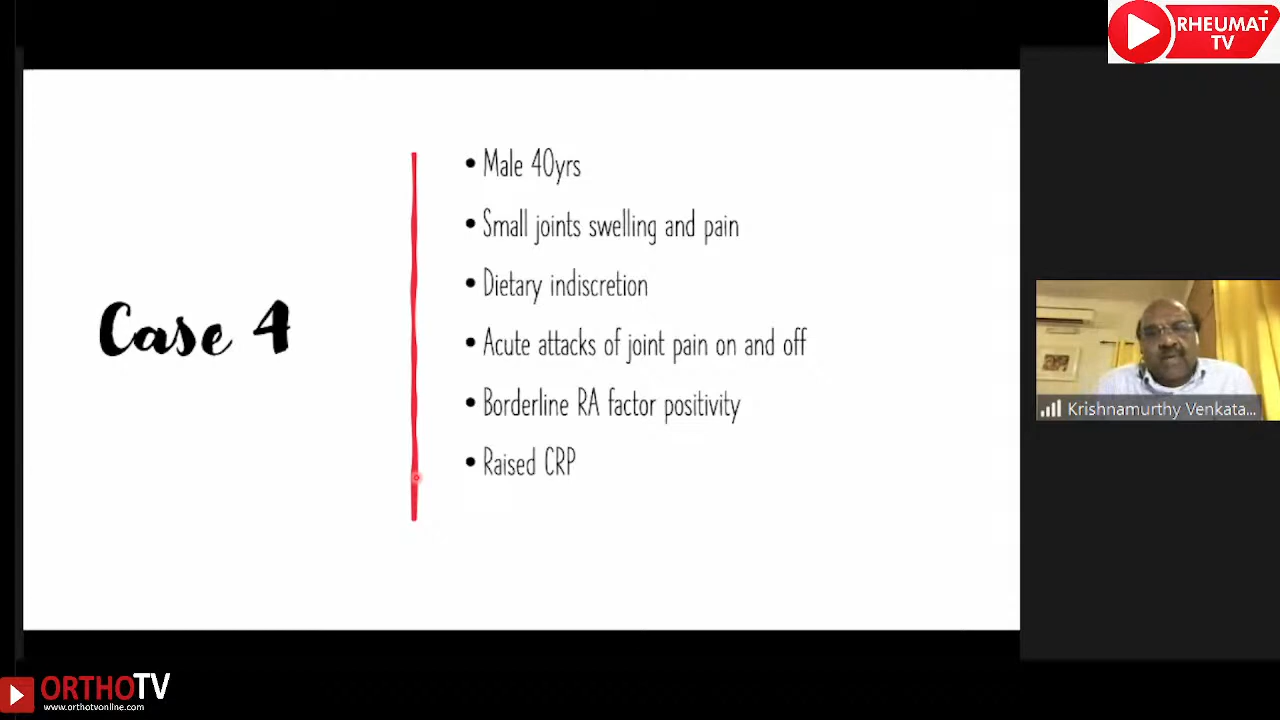 RHEUMAT
TV
Case 4
• Male 40yrs
• Small joints swelling and pain
• Dietary indiscretion
• Acute attacks of joint pain on and off
• Borderline RA factor positivity
• Raised CRP
Krishnamurthy Venkata...
ORTHOTV
www.orthotvonline.com